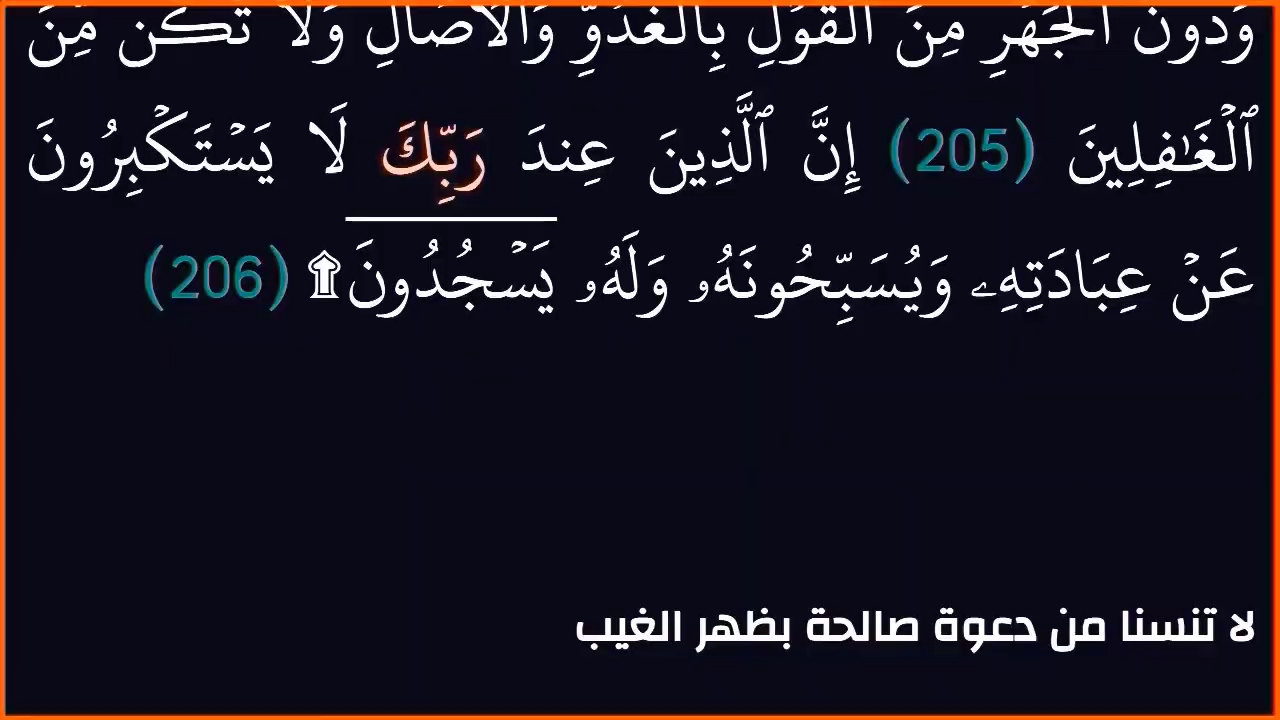 وَدُونَ ٱلْجَهْرِ مِنَ ٱلْقَوْلِ بِٱلْغُدُوِّ وَٱلْـَٔاصَالِ وَلَا تَكُن مِّنَ
ٱلْغَـٰفِلِينَ (205) إِنَّ ٱلَّذِينَ عِندَ رَبِّكَ لَا يَسْتَكْبِرُونَ
عَنْ عِبَادَتِهِۦ وَيُسَبِّحُونَهُۥ وَلَهُۥ يَسْجُدُونَ۩ (206)
لا تنسنا من دعوة صالحة بظهر الغيب